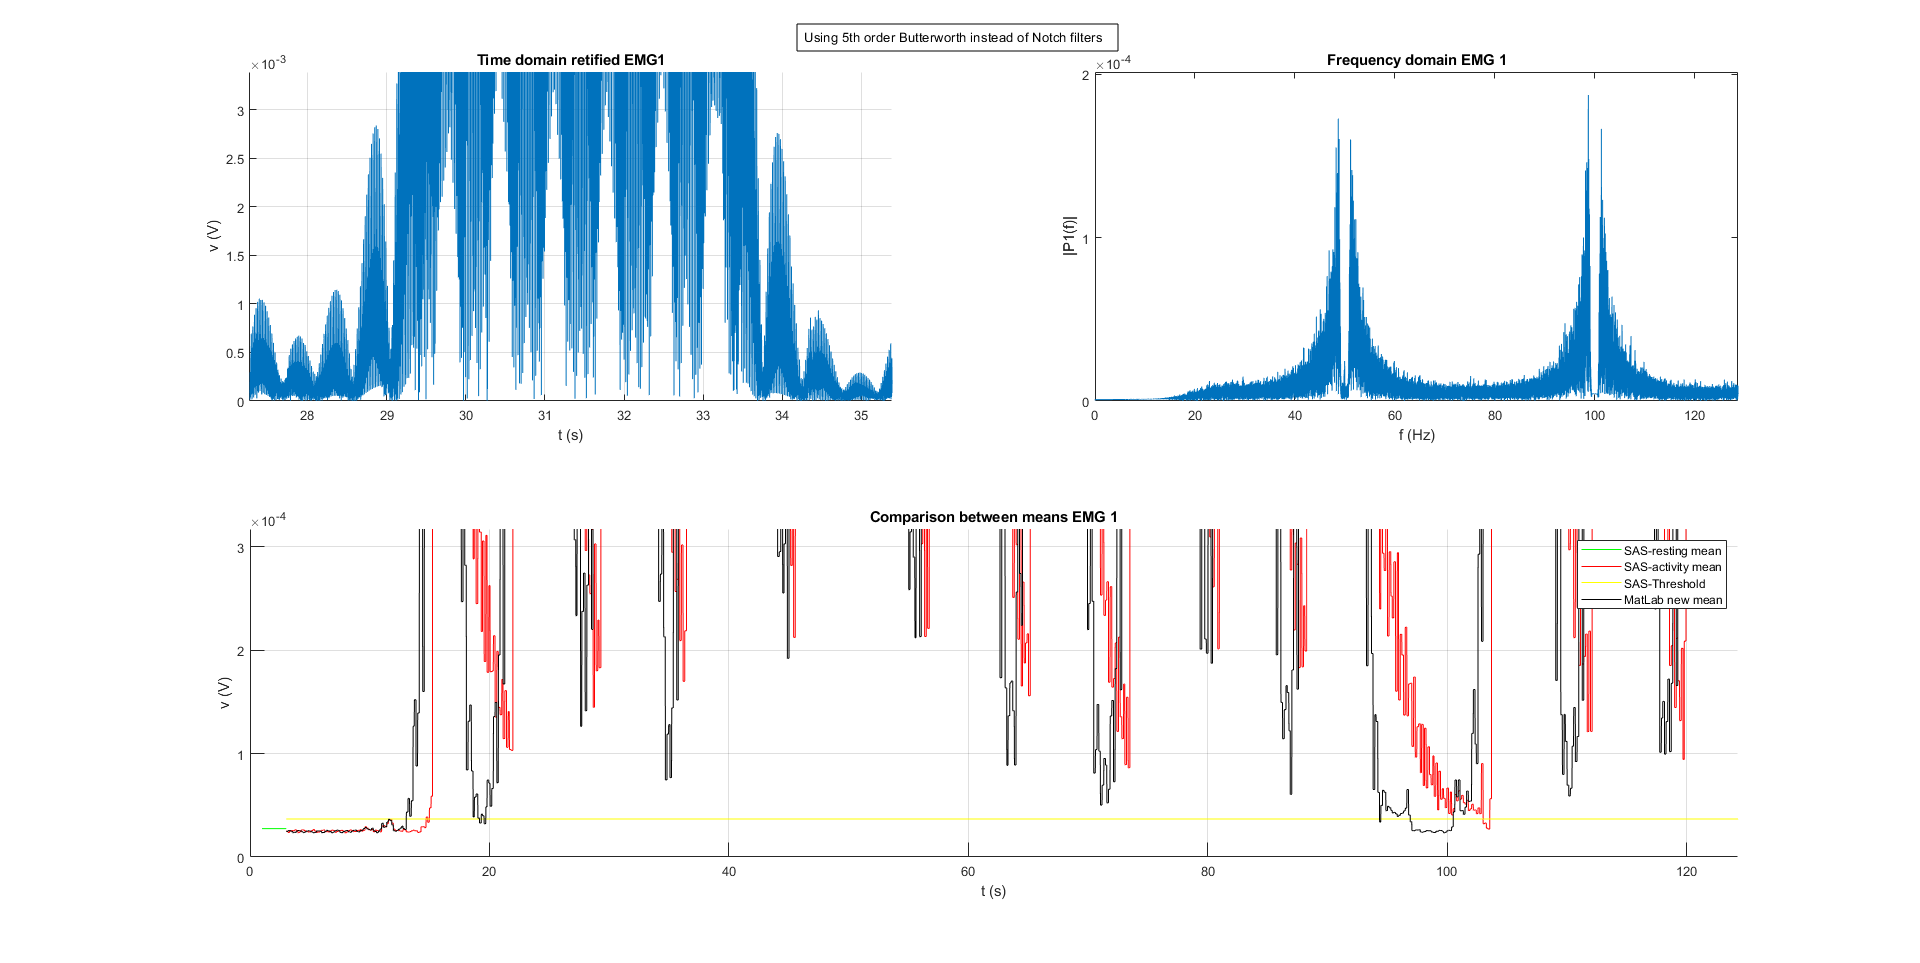 Using 5th order Butterworth instead of Notch filters
Time domain retified EMG1
×10-3
3
2.5
2
1.5
1
0.5
0
v (V)
28 29 30 31 32 33 34 35
t (s)
Frequency domain EMG 1
×10-4
2
1
0
|P1(f)|
0 20 40 60 80 100 120
f (Hz)
Comparison between means EMG 1
×10-4
3
2
1
0
v (V)
0 20 40 60 80 100 120
t (s)
SAS-resting mean
SAS-activity mean
SAS-Threshold
MatLab new mean